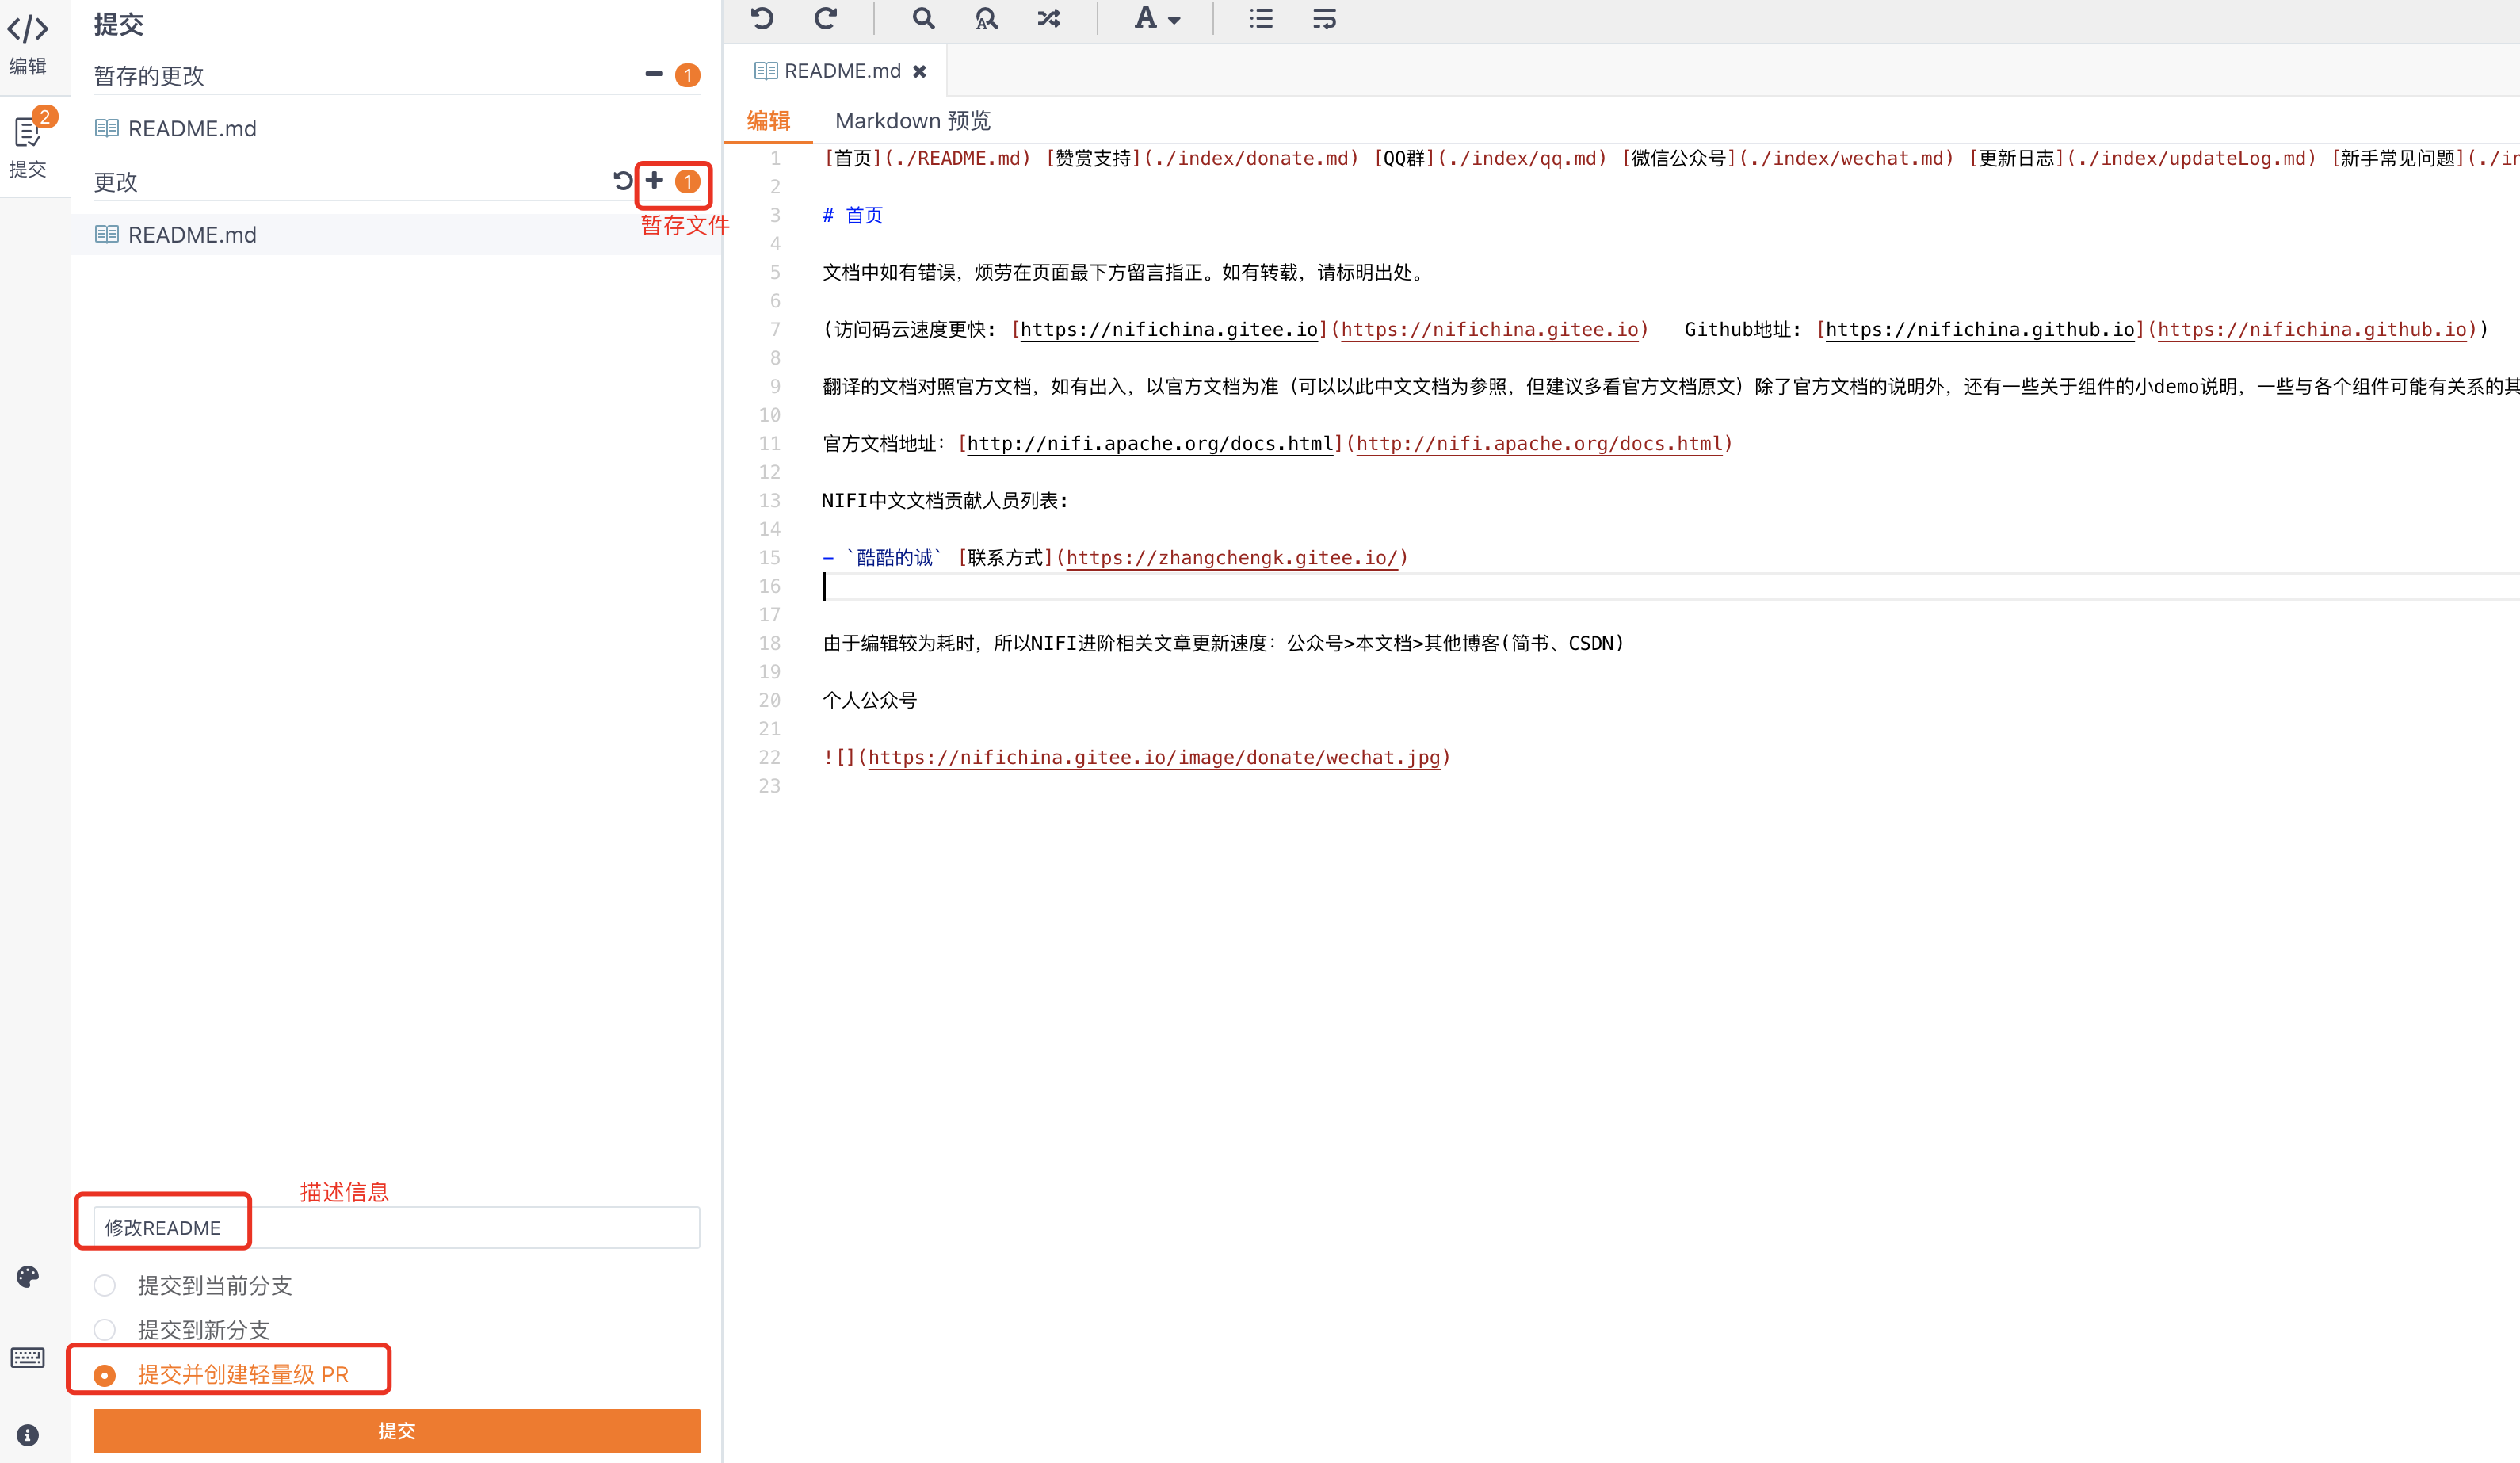 编辑
2
提交
提交
暂存的更改
1
README.md
更改
1
暂存文件
README.md
描述信息
修改README
提交到当前分支
提交到新分支
提交并创建轻量级 PR
提交
README.md
编辑 Markdown 预览
1 [首页](./README.md) [赞赏支持](./index/donate.md) [QQ群](./index/qq.md) [微信公众号](./index/wechat.md) [更新日志](./index/updateLog.md) [新手常见问题](./in
2
3 # 首页
4
5 文档中如有错误，烦劳在页面最下方留言指正。如有转载，请标明出处。
6
7 (访问码云速度更快: [https://nifichina.gitee.io](https://nifichina.gitee.io) Github地址: [https://nifichina.github.io](https://nifichina.github.io))
8
9 翻译的文档对照官方文档，如有出入，以官方文档为准（可以以此中文文档为参照，但建议多看官方文档原文）除了官方文档的说明外，还有一些关于组件的小demo说明，一些与各个组件可能有关系的其
10
11 官方文档地址：[http://nifi.apache.org/docs.html](http://nifi.apache.org/docs.html)
12
13 NIFI中文文档贡献人员列表:
14
15 - `酷酷的诚` [联系方式](https://zhangchengk.gitee.io/)
16
17
18 由于编辑较为耗时，所以NIFI进阶相关文章更新速度：公众号>本文档>其他博客(简书、CSDN)
19
20 个人公众号
21
22 ![](https://nifichina.gitee.io/image/donate/wechat.jpg)
23